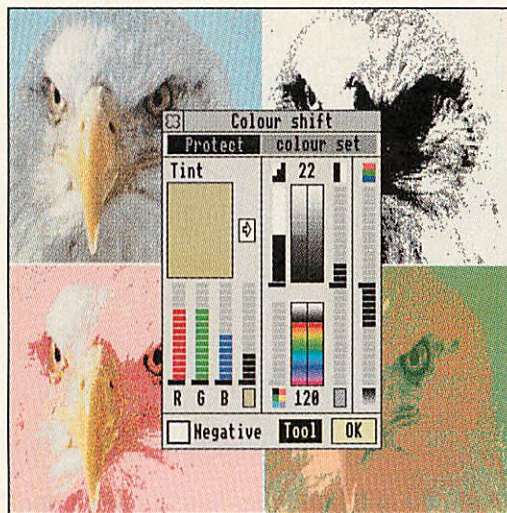 Colour shift
Protect colour set
Tint 22
R G B 120
Negative Tool OK